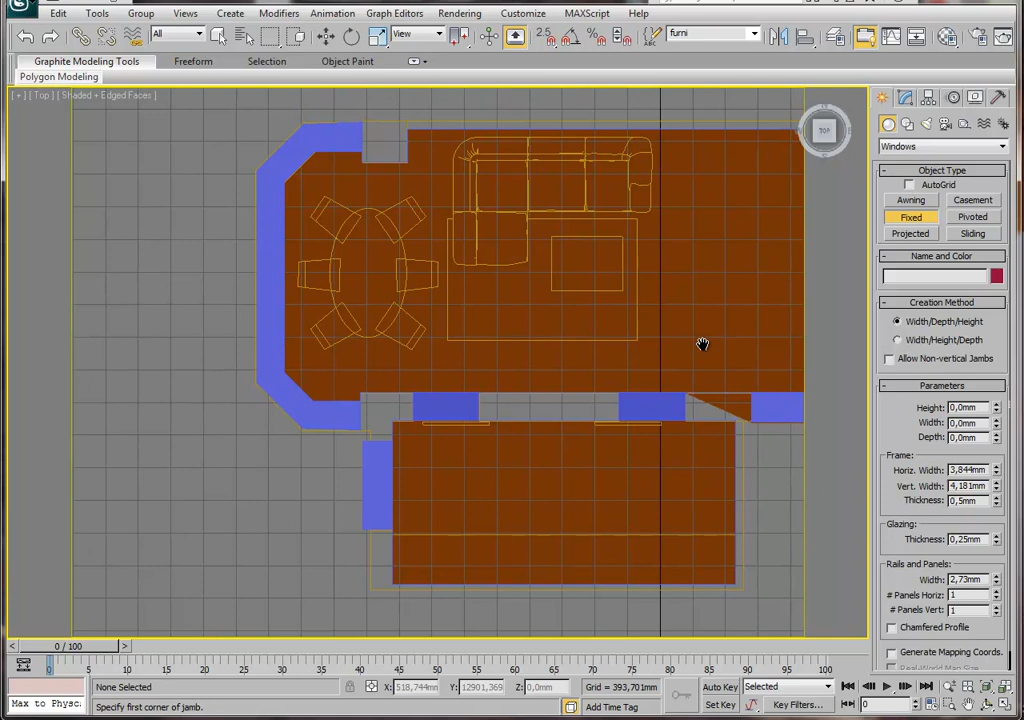 Edit Tools Group Views Create Modifiers Animation Graph Editors Rendering Customize MAXScript Help
All View 2.5 furni
Graphite Modeling Tools Freeform Selection Object Paint
Polygon Modeling
[ + ] [ Top ] [ Shaded + Edged Faces ]
TOP
Windows
Object Type
AutoGrid
Awning Casement
Fixed Pivoted
Projected Sliding
Name and Color
Creation Method
Width/Depth/Height
Width/Height/Depth
Allow Non-vertical Jambs
Parameters
Height: 0,0mm
Width: 0,0mm
Depth: 0,0mm
Frame:
Horiz. Width: 3,844mm
Vert. Width: 4,181mm
Thickness: 0,5mm
Glazing:
Thickness: 0,25mm
Rails and Panels:
Width: 2,73mm
# Panels Horiz: 1
# Panels Vert: 1
Chamfered Profile
Generate Mapping Coords.
Real-World Map Size
< 0 / 100 >
0 5 10 15 20 25 30 35 40 45 50 55 60 65 70 75 80 85 90 95 100
None Selected X: 518,744mm Y: 12901,369 Z: 0,0mm Grid = 393,701mm Auto Key Selected
Max to Physc. Specify first corner of jamb. Add Time Tag Set Key Key Filters... 0